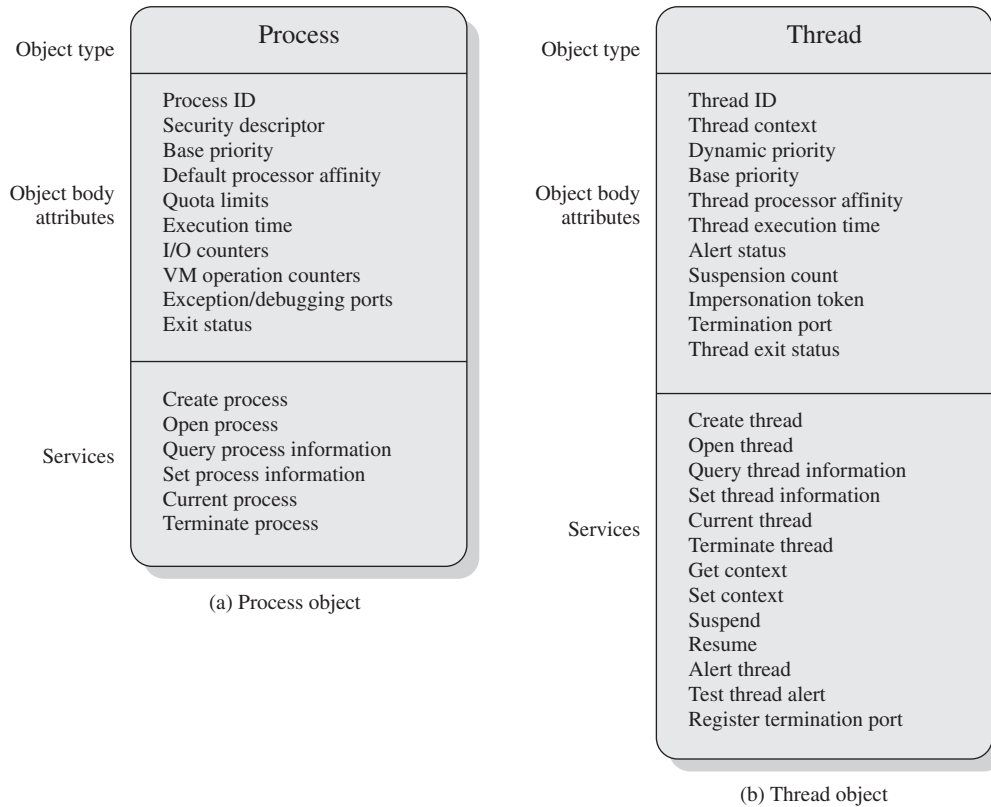 Object type
Process
Object body
attributes
Process ID
Security descriptor
Base priority
Default processor affinity
Quota limits
Execution time
I/O counters
VM operation counters
Exception/debugging ports
Exit status
Services
Create process
Open process
Query process information
Set process information
Current process
Terminate process
(a) Process object
Object type
Thread
Object body
attributes
Thread ID
Thread context
Dynamic priority
Base priority
Thread processor affinity
Thread execution time
Alert status
Suspension count
Impersonation token
Termination port
Thread exit status
Services
Create thread
Open thread
Query thread information
Set thread information
Current thread
Terminate thread
Get context
Set context
Suspend
Resume
Alert thread
Test thread alert
Register termination port
(b) Thread object